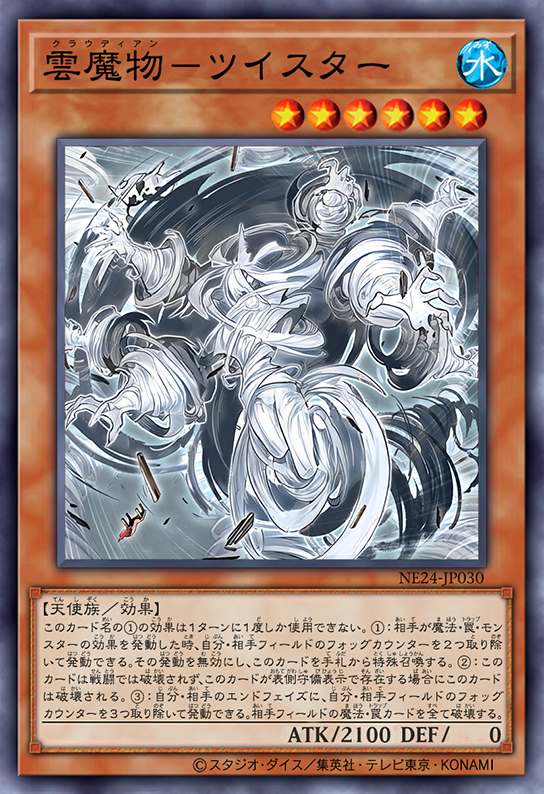 クラウディアン
雲魔物－ツイスター
みず
水
NE24-JP030
【天使族／効果】
このカード名の①の効果は１ターンに１度しか使用できない。①：相手が魔法・罠・モン
スターの効果を発動した時、自分・相手フィールドのフォッグカウンターを２つ取り除
いて発動できる。その発動を無効にし、このカードを手札から特殊召喚する。②：この
カードは戦闘では破壊されず、このカードが表側守備表示で存在する場合にこのカード
は破壊される。③：自分・相手のエンドフェイズに、自分・相手フィールドのフォッグ
カウンターを３つ取り除いて発動できる。相手フィールドの魔法・罠カードを全て破壊する。
ATK/2100 DEF/ 0
©スタジオ・ダイス／集英社・テレビ東京・KONAMI